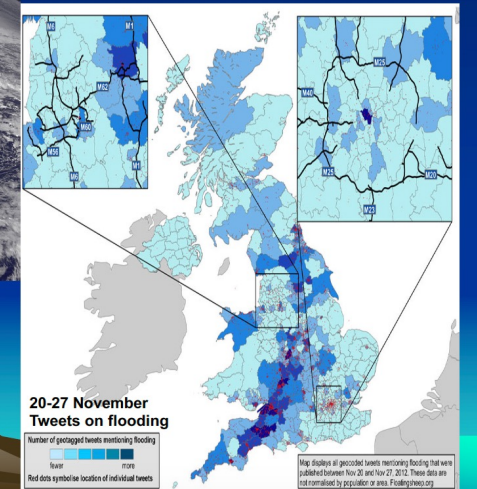 M6
M1
M62
M60
M56
M6
M1
M25
M40
M25
M20
M23
20-27 November
Tweets on flooding
Number of geotagged tweets mentioning flooding
fewer more
Red dots symbolise location of individual tweets
Map displays all geocoded tweets mentioning flooding that were
published between Nov 20 and Nov 27, 2012. These data are
not normalised by population or area. Floatingsheep.org